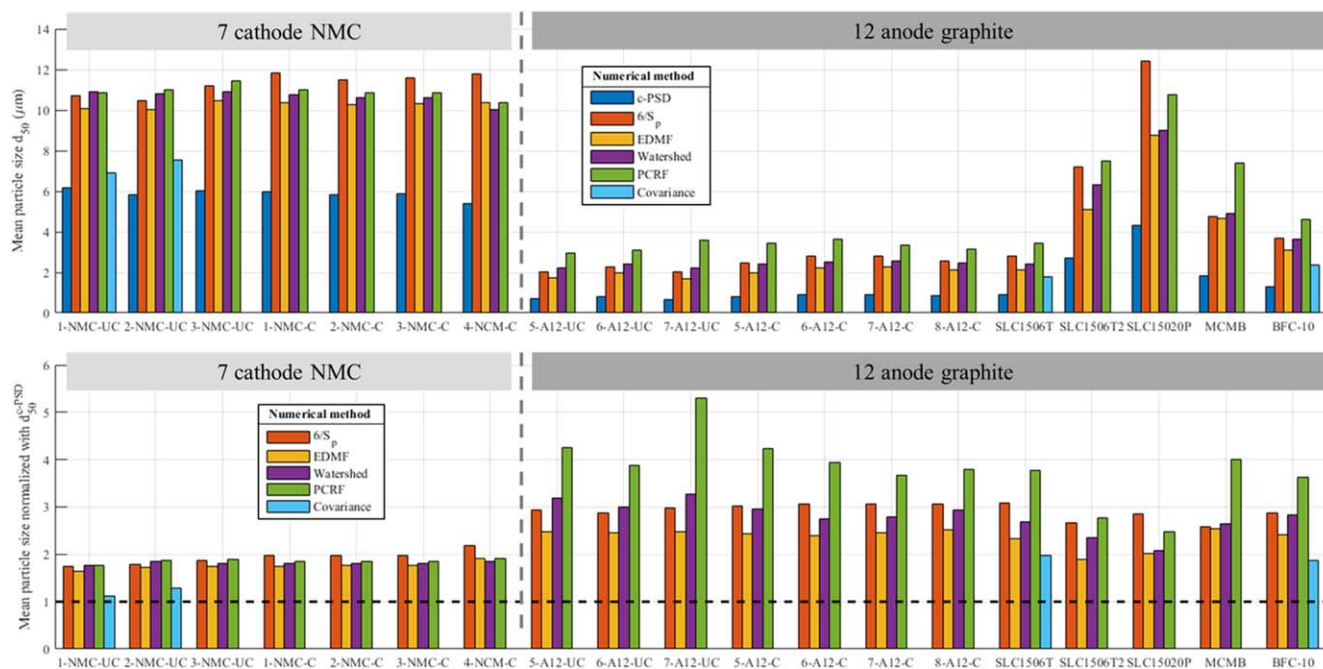 7 cathode NMC
12 anode graphite
Mean particle size d50 (μm)
14
12
10
8
6
4
2
0
Numerical method
c-PSD
6/Sp
EDMF
Watershed
PCRF
Covariance
1-NMC-UC 2-NMC-UC 3-NMC-UC 1-NMC-C 2-NMC-C 3-NMC-C 4-NCM-C 5-A12-UC 6-A12-UC 7-A12-UC 5-A12-C 6-A12-C 7-A12-C 8-A12-C SLC1506T SLC1506T2 SLC15020P MCMB BFC-10
7 cathode NMC
12 anode graphite
Mean particle size normalized with d50^c-PSD
6
5
4
3
2
1
0
Numerical method
6/Sp
EDMF
Watershed
PCRF
Covariance
1-NMC-UC 2-NMC-UC 3-NMC-UC 1-NMC-C 2-NMC-C 3-NMC-C 4-NCM-C 5-A12-UC 6-A12-UC 7-A12-UC 5-A12-C 6-A12-C 7-A12-C 8-A12-C SLC1506T SLC1506T2 SLC15020P MCMB BFC-10